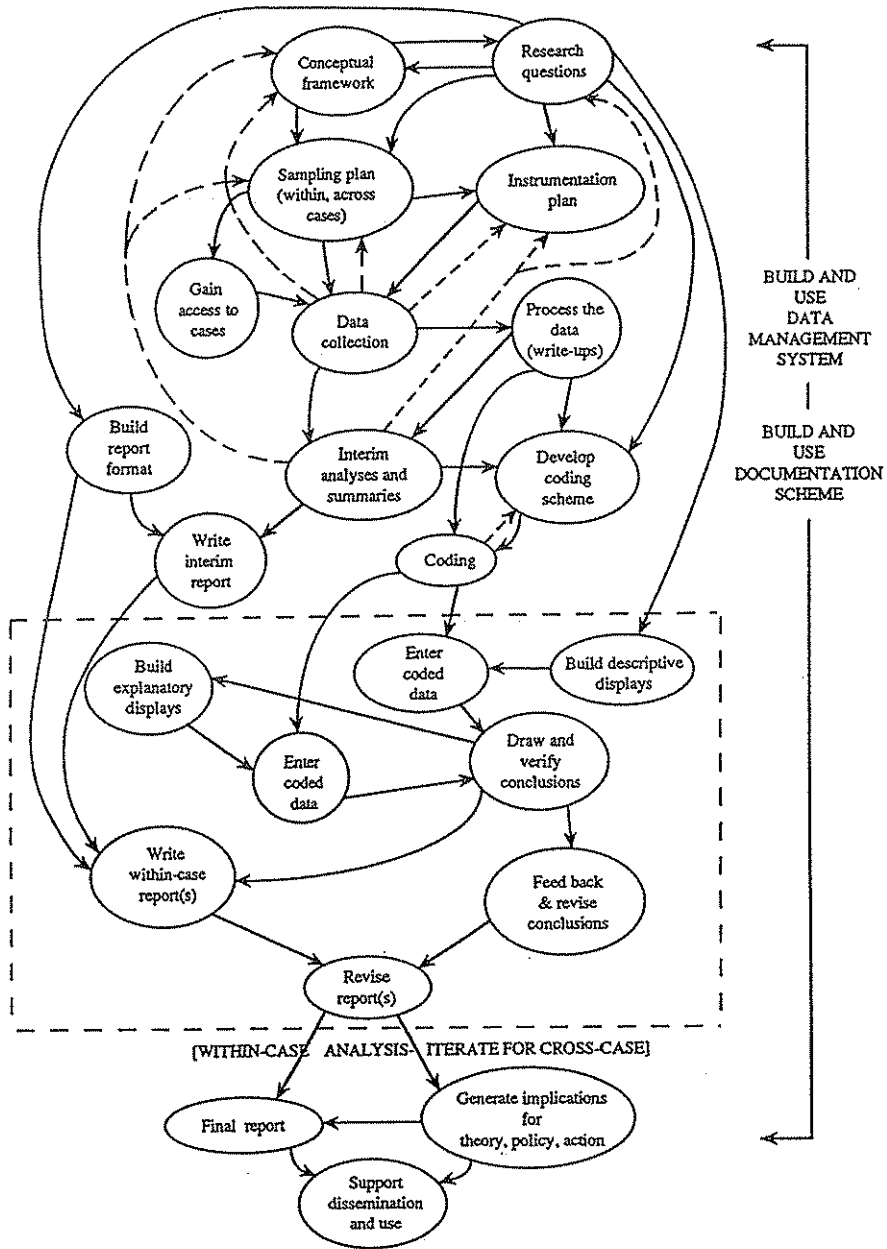 Conceptual
framework
Research
questions
Sampling plan
(within, across
cases)
Instrumentation
plan
Gain
access to
cases
Data
collection
Process the
data
(write-ups)
BUILD AND
USE
DATA
MANAGEMENT
SYSTEM
Build
report
format
Interim
analyses and
summaries
Develop
coding
scheme
BUILD AND
USE
DOCUMENTATION
SCHEME
Write
interim
report
Coding
Build
explanatory
displays
Enter
coded
data
Build descriptive
displays
Enter
coded
data
Draw and
verify
conclusions
Write
within-case
report(s)
Feed back
& revise
conclusions
Revise
report(s)
[WITHIN-CASE ANALYSIS- ITERATE FOR CROSS-CASE]
Final report
Generate implications
for
theory, policy, action
Support
dissemination
and use